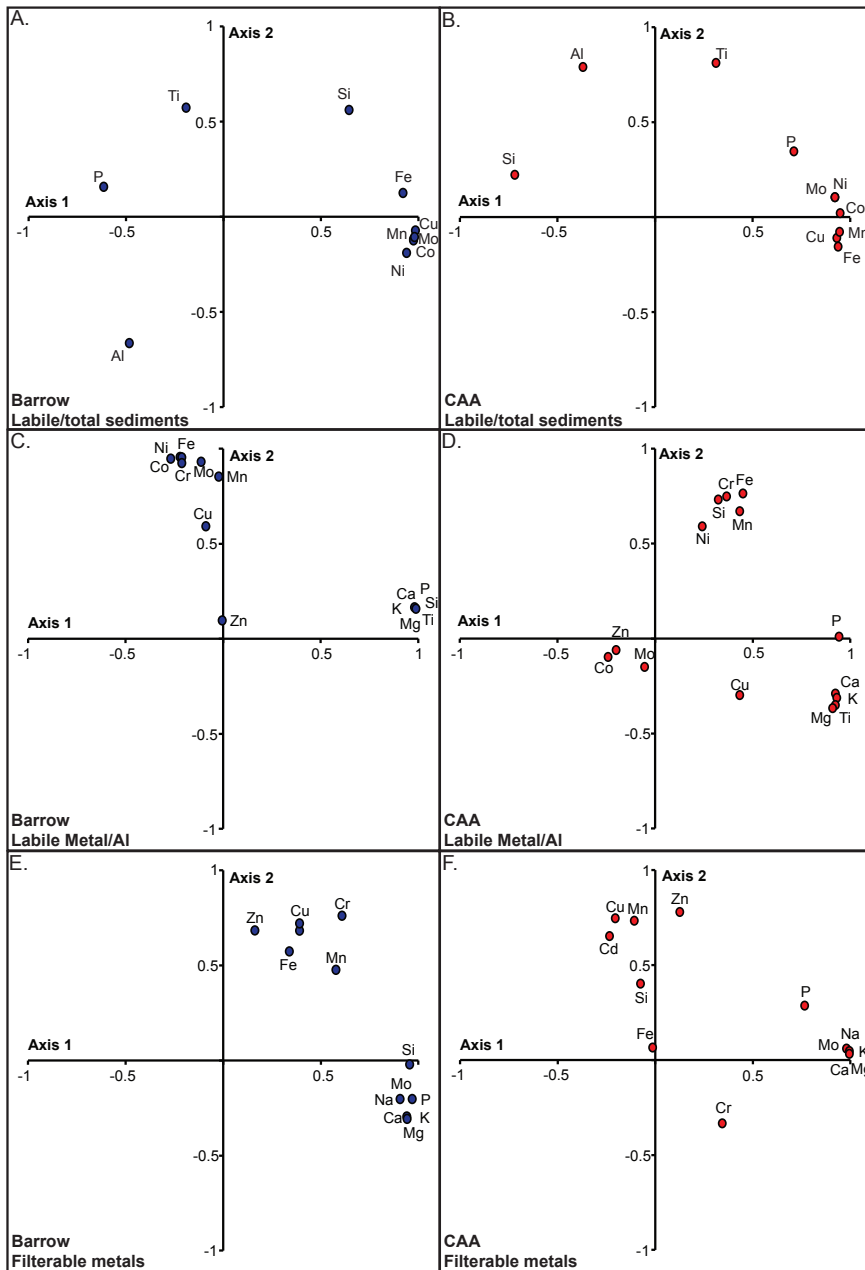 A.
Axis 2
1
Ti
Si
0.5
P
Fe
Axis 1
-1
-0.5
0.5
1
Cu
Mn
Mo
Co
Ni
-0.5
Al
-1
Barrow
Labile/total sediments
B.
Axis 2
1
Al
Ti
0.5
P
Si
Mo
Ni
Co
Axis 1
-1
-0.5
0.5
1
Mn
Cu
Fe
-0.5
-1
CAA
Labile/total sediments
C.
1
Axis 2
Ni
Fe
Co
Cr
Mo
Mn
Cu
0.5
Ca
P
K
Si
Zn
Mg
Ti
Axis 1
-1
-0.5
0.5
1
-0.5
-1
Barrow
Labile Metal/Al
D.
1
Axis 2
Cr
Fe
Si
Mn
Ni
0.5
Axis 1
P
Zn
-1
-0.5
0.5
1
Co
Mo
Cu
Ca
K
Mg
Ti
-0.5
-1
CAA
Labile Metal/Al
E.
1
Axis 2
Cr
Zn
Cu
Fe
Mn
0.5
Axis 1
Si
-1
-0.5
0.5
1
Mo
Na
P
Ca
K
Mg
-0.5
-1
Barrow
Filterable metals
F.
1
Axis 2
Cu
Mn
Zn
Cd
0.5
Si
P
Axis 1
Fe
Na
Mo
K
Ca
Mg
-1
-0.5
0.5
1
Cr
-0.5
-1
CAA
Filterable metals